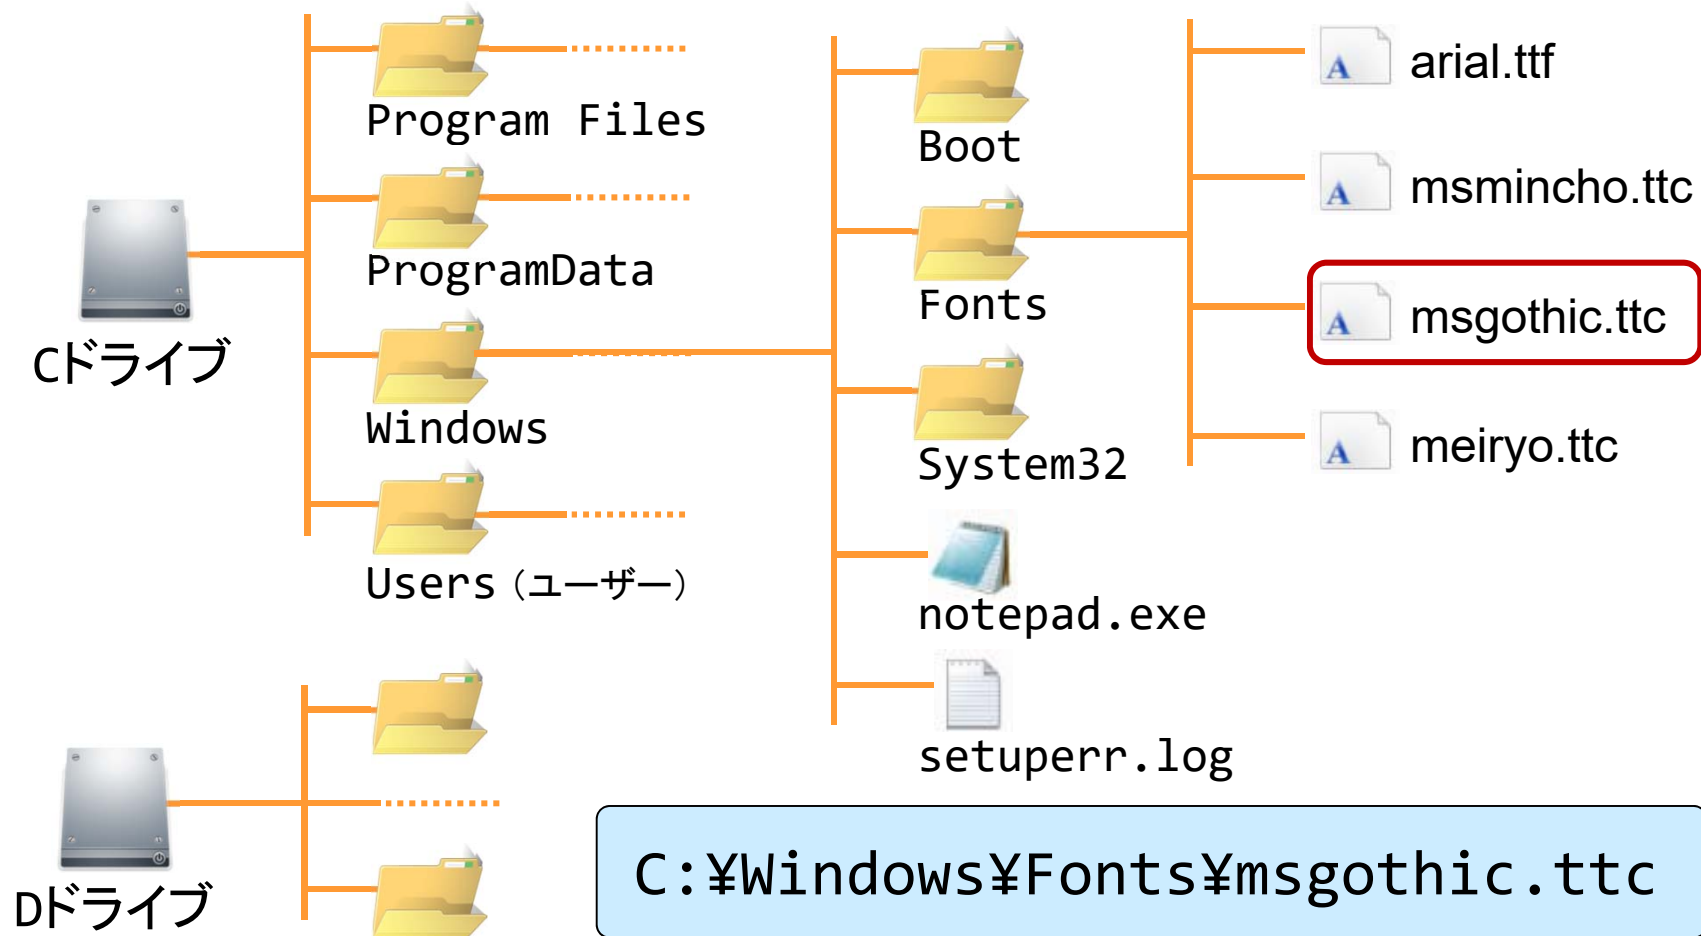 Cドライブ
Program Files
ProgramData
Windows
Users（ユーザー）
Boot
Fonts
System32
notepad.exe
setuperr.log
arial.ttf
msmincho.ttc
msgothic.ttc
meiryo.ttc
Dドライブ
C:¥Windows¥Fonts¥msgothic.ttc